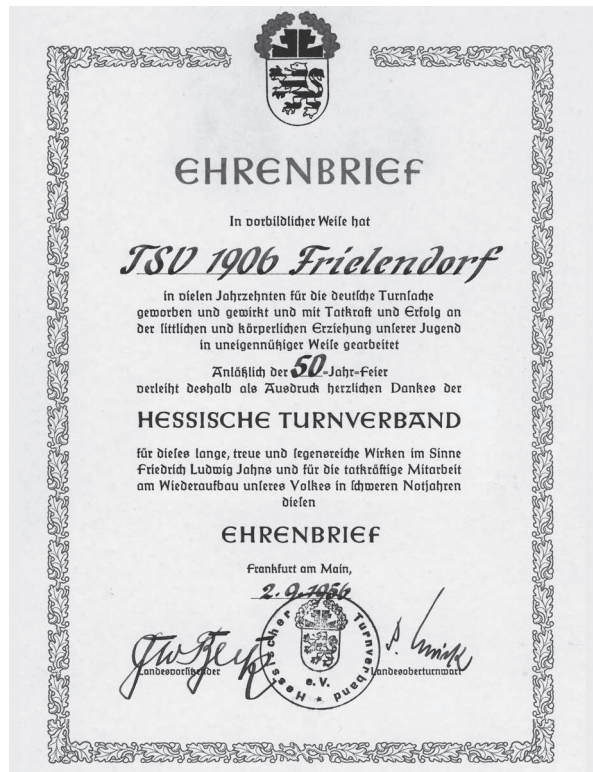 EHRENBRIEF
In vorbildlicher Weiſe hat
TSV 1906 Frielendorf
in vielen Jahrzehnten für die deutſche Turnſache
geworben und gewirkt und mit Tatkraft und Erfolg an
der ſittlichen und körperlichen Erziehung unſerer Jugend
in uneigennütziger Weiſe gearbeitet
Anläßlich der 50-Jahr-Feier
verleiht deshalb als Ausdruck herzlichen Dankes der
HESSISCHE TURNVERBAND
für dieſes lange, treue und ſegensreiche Wirken im Sinne
Friedrich Ludwig Jahns und für die tatkräftige Mitarbeit
am Wiederaufbau unſeres Volkes in ſchweren Notjahren
dieſen
EHRENBRIEF
Frankfurt am Main,
2.9.1956
Hessischer Turnverband
e.V.
Landesvorſitzender
Landesoberturnwart